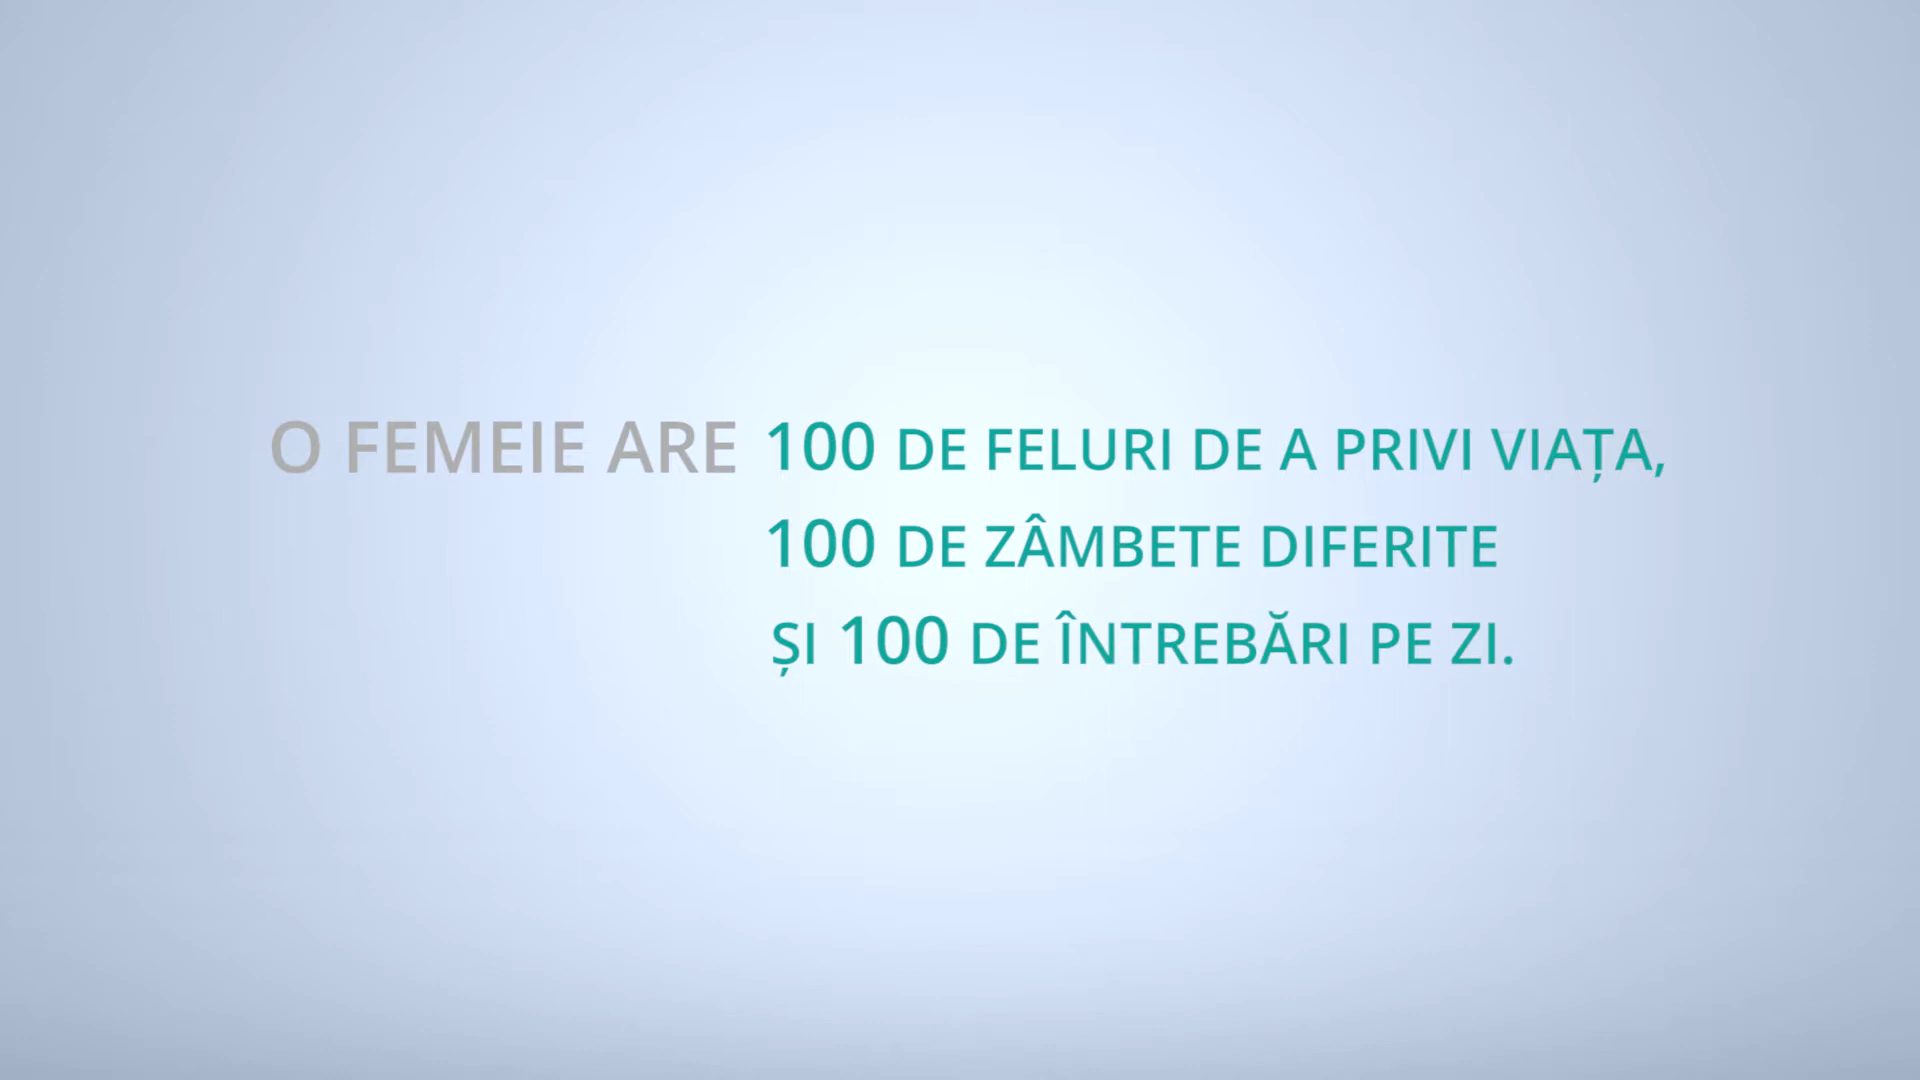 O FEMEIE ARE 100 DE FELURI DE A PRIVI VIAȚA,
100 DE ZÂMBETE DIFERITE
ȘI 100 DE ÎNTREBĂRI PE ZI.